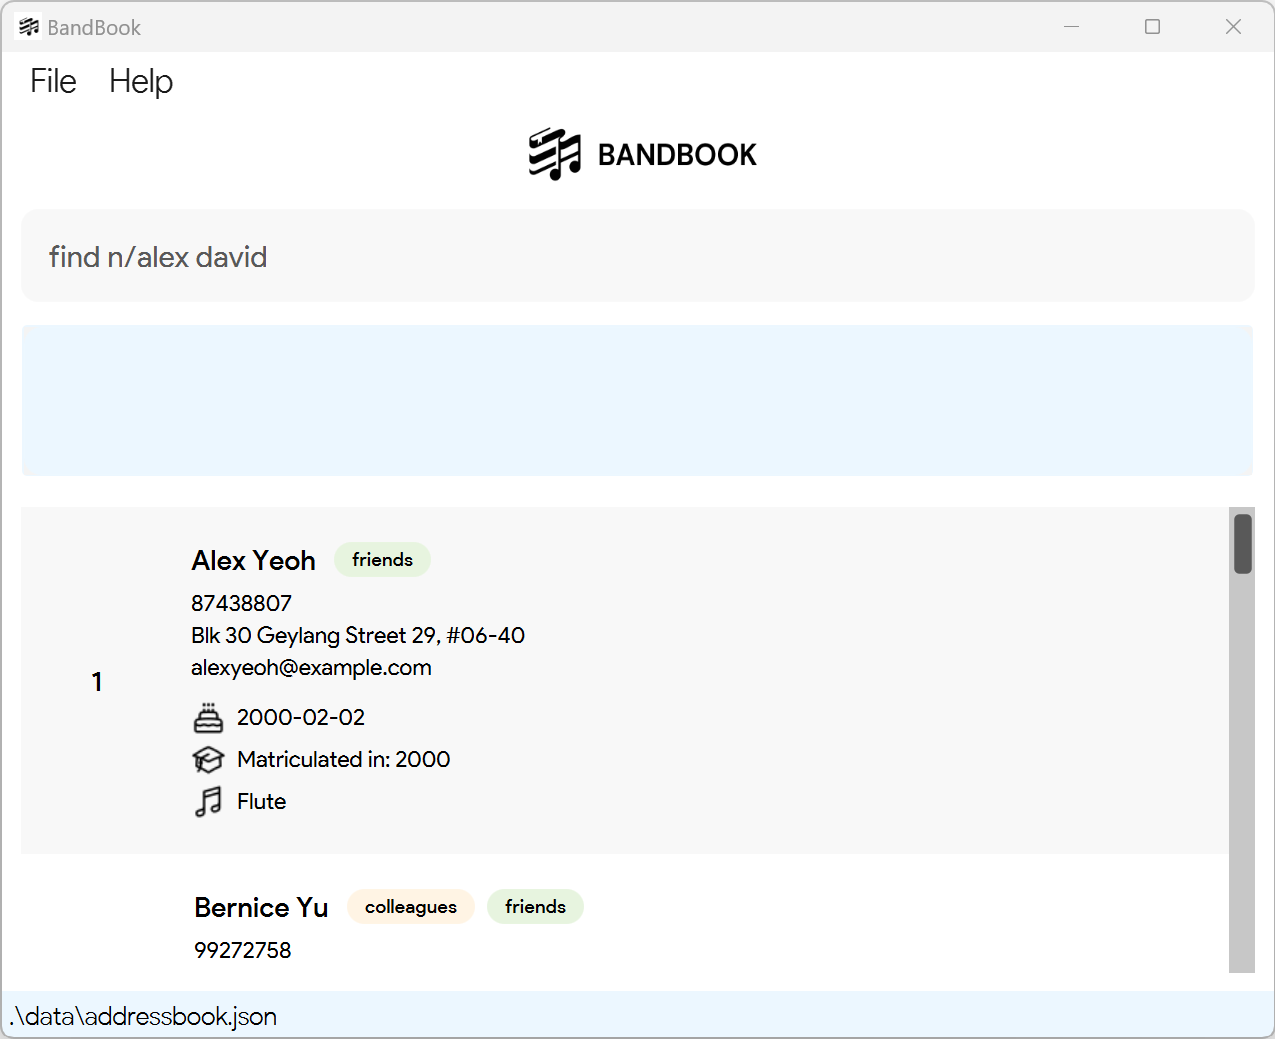 BandBook
File Help
BANDBOOK
find n/alex david
Alex Yeoh friends
87438807
Blk 30 Geylang Street 29, #06-40
alexyeoh@example.com
1
2000-02-02
Matriculated in: 2000
Flute
Bernice Yu colleagues friends
99272758
.\data\addressbook.json